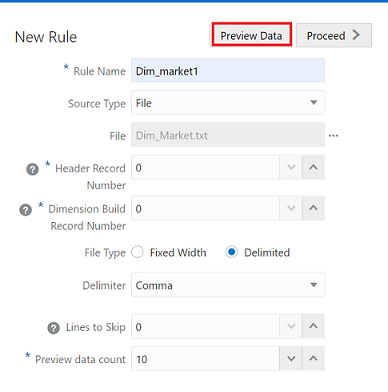 New Rule
Preview Data
Proceed
* Rule Name Dim_market1
Source Type File
File Dim_Market.txt ...
? * Header Record Number 0
? * Dimension Build Record Number 0
File Type Fixed Width Delimited
Delimiter Comma
? Lines to Skip 0
* Preview data count 10